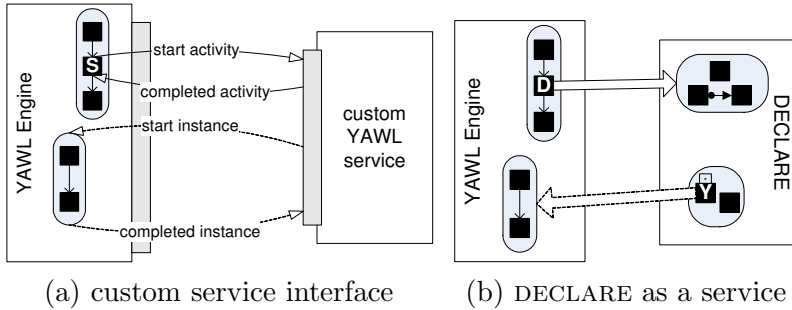 YAWL Engine
S
start activity
completed activity
start instance
completed instance
custom
YAWL
service
(a) custom service interface
YAWL Engine
D
Y
DECLARE
(b) DECLARE as a service